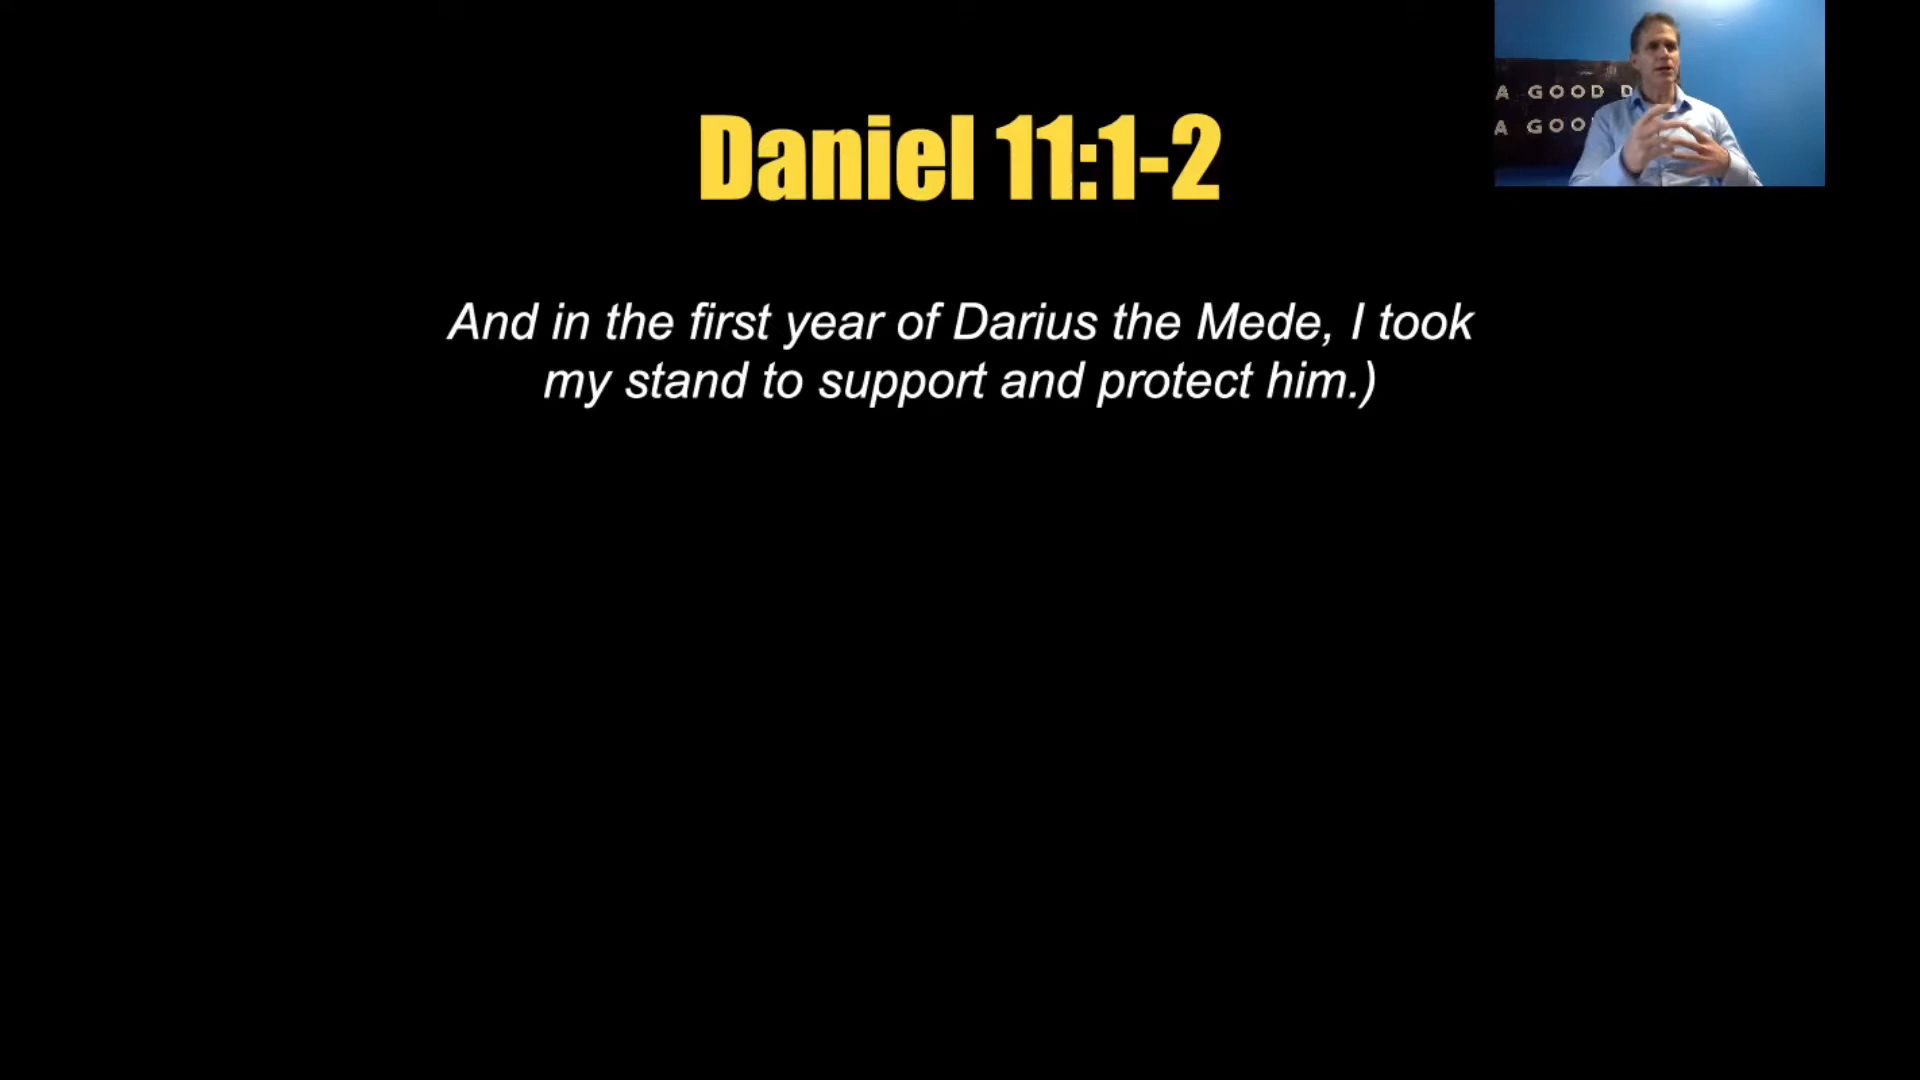 Daniel 11:1-2
And in the first year of Darius the Mede, I took
my stand to support and protect him.)
A GOOD D
A GOO